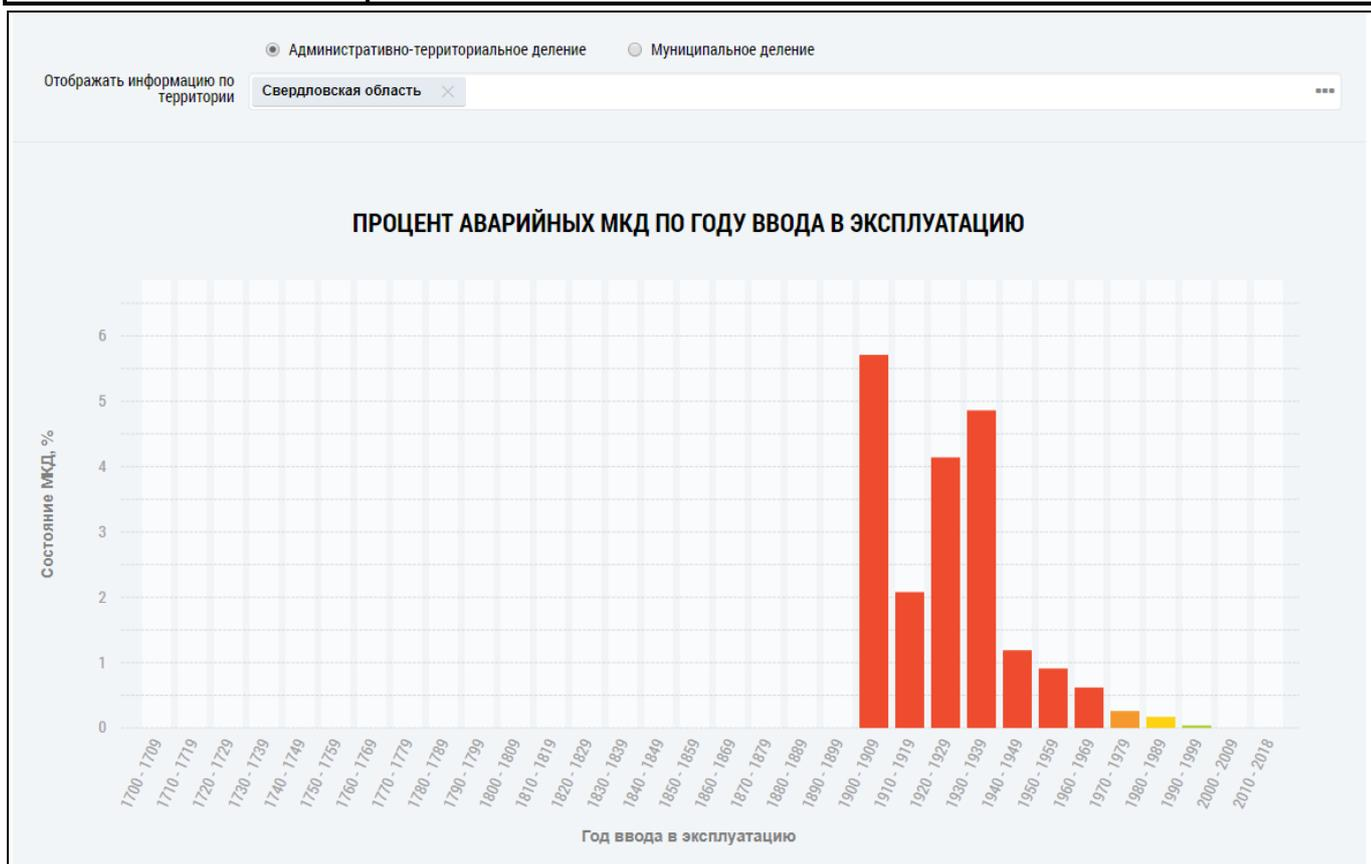 Административно-территориальное деление Муниципальное деление
Отображать информацию по
территории
Свердловская область
ПРОЦЕНТ АВАРИЙНЫХ МКД ПО ГОДУ ВВОДА В ЭКСПЛУАТАЦИЮ
Состояние МКД, %
6
5
4
3
2
1
0
1700 - 1709
1710 - 1719
1720 - 1729
1730 - 1739
1740 - 1749
1750 - 1759
1760 - 1769
1770 - 1779
1780 - 1789
1790 - 1799
1800 - 1809
1810 - 1819
1820 - 1829
1830 - 1839
1840 - 1849
1850 - 1859
1860 - 1869
1870 - 1879
1880 - 1889
1890 - 1899
1900 - 1909
1910 - 1919
1920 - 1929
1930 - 1939
1940 - 1949
1950 - 1959
1960 - 1969
1970 - 1979
1980 - 1989
1990 - 1999
2000 - 2009
2010 - 2018
Год ввода в эксплуатацию